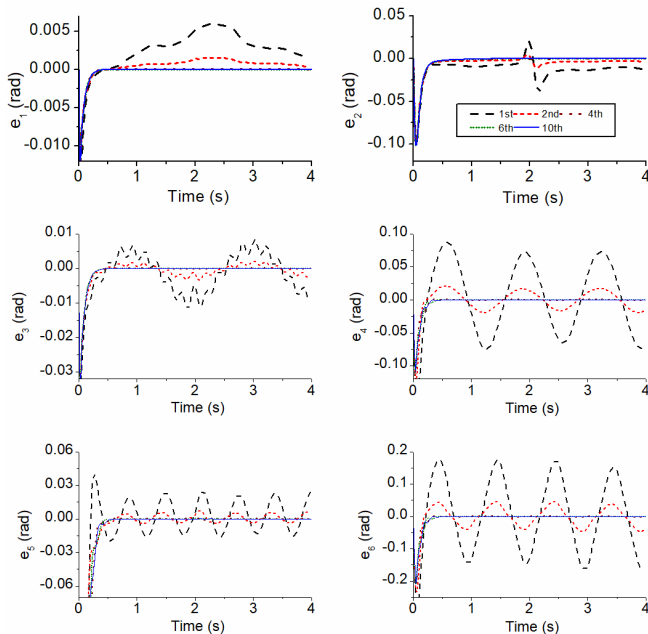 0.005
0.000
-0.005
-0.010
e1 (rad)
0 1 2 3 4
Time (s)
0.05
0.00
-0.05
-0.10
e2 (rad)
1st 2nd 4th
6th 10th
0 1 2 3 4
Time (s)
0.01
0.00
-0.01
-0.02
-0.03
e3 (rad)
0 1 2 3 4
Time (s)
0.10
0.05
0.00
-0.05
-0.10
e4 (rad)
0 1 2 3 4
Time (s)
0.06
0.03
0.00
-0.03
-0.06
e5 (rad)
0 1 2 3 4
Time (s)
0.2
0.1
0.0
-0.1
-0.2
e6 (rad)
0 1 2 3 4
Time (s)